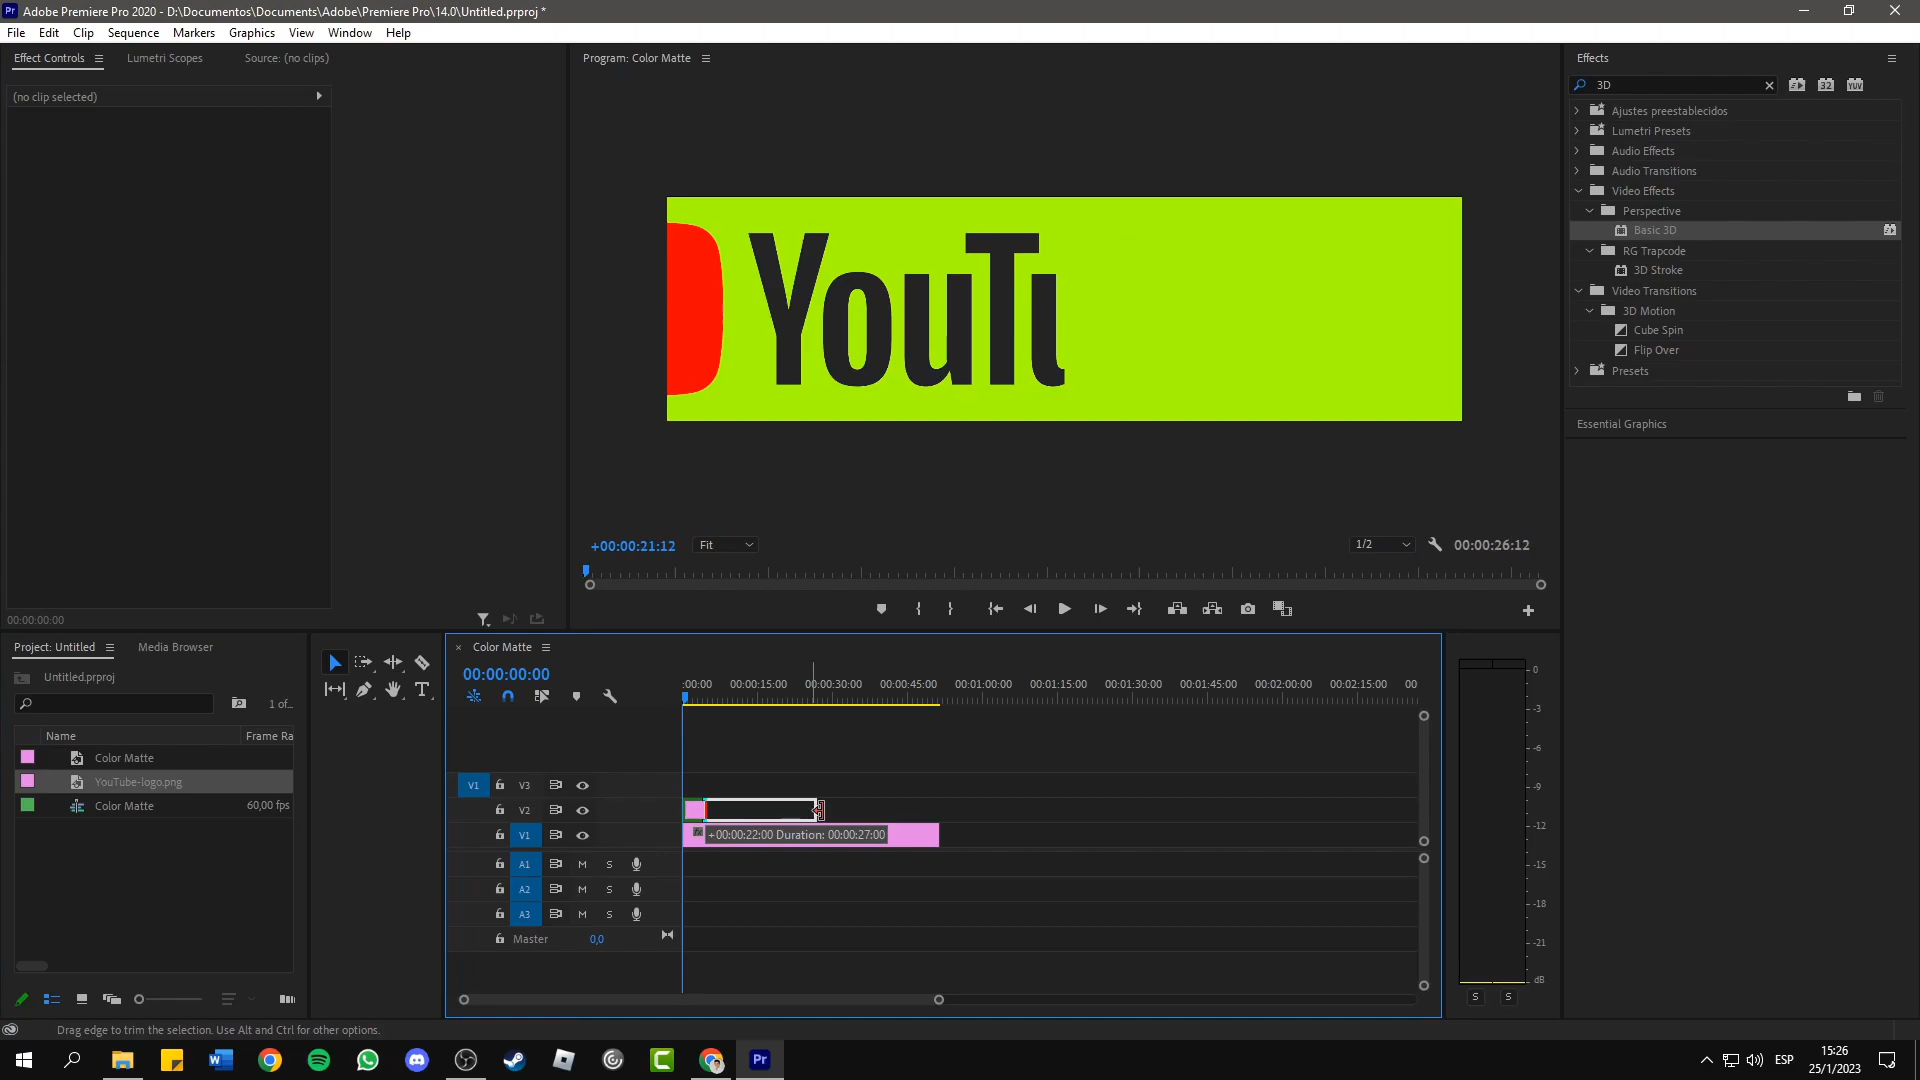 Adobe Premiere Pro 2020 - D:\Documentos\Documents\Adobe\Premiere Pro\14.0\Untitled.prproj *
File Edit Clip Sequence Markers Graphics View Window Help
Effect Controls Lumetri Scopes Source: (no clips)
(no clip selected)
00:00:00:00
Program: Color Matte
YouTu
+00:00:21:12 Fit 1/2 00:00:26:12
Effects
3D
Ajustes preestablecidos
Lumetri Presets
Audio Effects
Audio Transitions
Video Effects
Perspective
Basic 3D
RG Trapcode
3D Stroke
Video Transitions
3D Motion
Cube Spin
Flip Over
Presets
Essential Graphics
Project: Untitled Media Browser
Untitled.prproj
1 of...
Name Frame Ra
Color Matte
YouTube-logo.png
Color Matte 60,00 fps
Color Matte
00:00:00:00
:00:00 00:00:15:00 00:00:30:00 00:00:45:00 00:01:00:00 00:01:15:00 00:01:30:00 00:01:45:00 00:02:00:00 00:02:15:00 00
V1 V3
V2
V1
+00:00:22:00 Duration: 00:00:27:00
A1 M S
A2 M S
A3 M S
Master 0,0
0
-3
-6
-9
-12
-15
-18
-21
dB
S S
Drag edge to trim the selection. Use Alt and Ctrl for other options.
ESP
15:26
25/1/2023